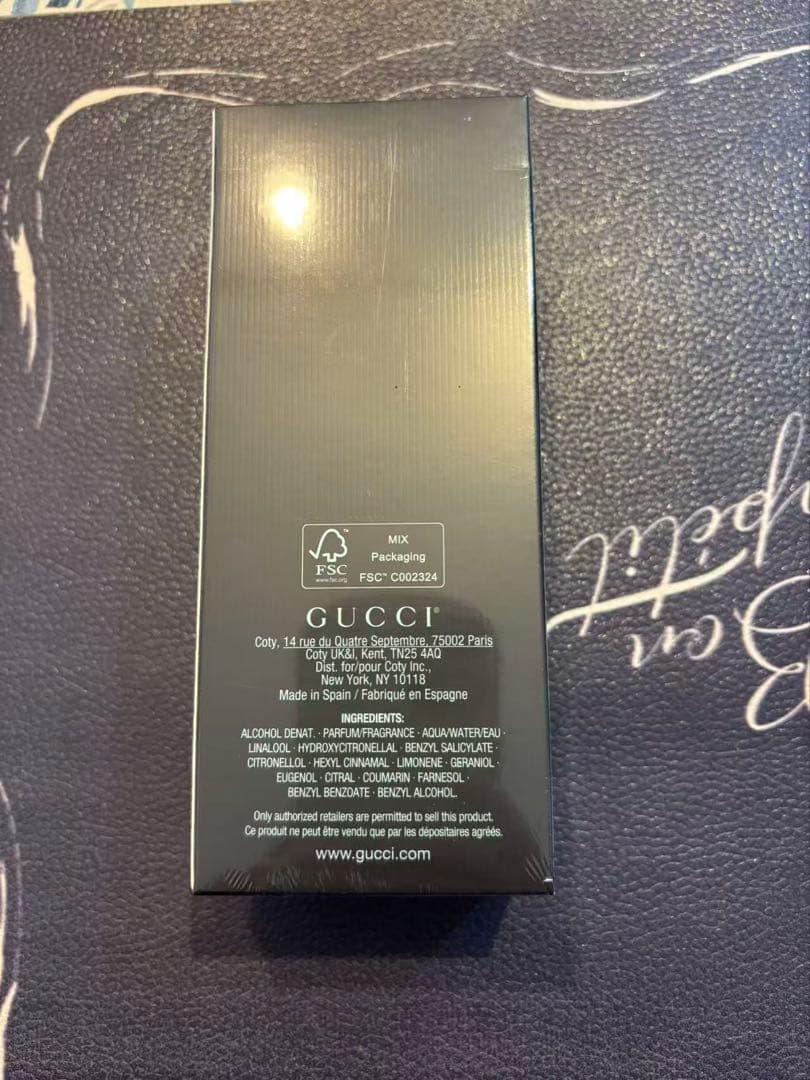 MIX
Packaging
FSC™ C002324
FSC
www.fsc.org
GUCCI®
Coty, 14 rue du Quatre Septembre, 75002 Paris
Coty UK&I, Kent, TN25 4AQ
Dist. for/pour Coty Inc.,
New York, NY 10118
Made in Spain / Fabriqué en Espagne
INGREDIENTS:
ALCOHOL DENAT. · PARFUM/FRAGRANCE · AQUA/WATER/EAU ·
LINALOOL · HYDROXYCITRONELLAL · BENZYL SALICYLATE ·
CITRONELLOL · HEXYL CINNAMAL · LIMONENE · GERANIOL ·
EUGENOL · CITRAL · COUMARIN · FARNESOL ·
BENZYL BENZOATE · BENZYL ALCOHOL.
Only authorized retailers are permitted to sell this product.
Ce produit ne peut être vendu que par les dépositaires agréés.
www.gucci.com
Bon
pétit